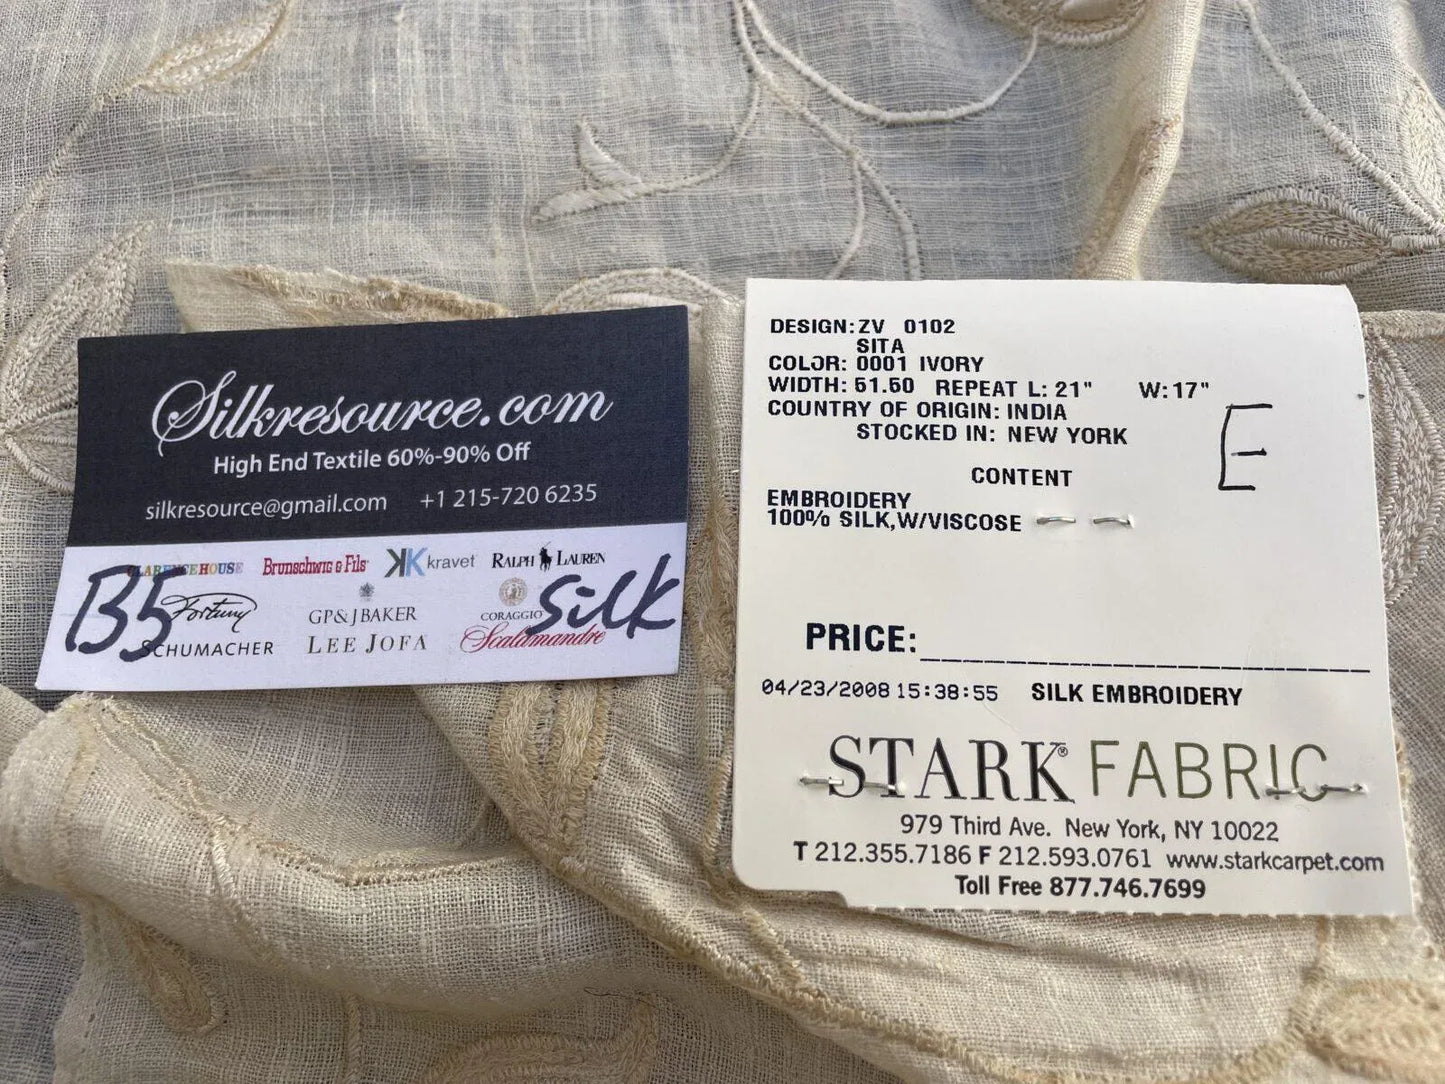 Silkresource.com
High End Textile 60%-90% Off
silkresource@gmail.com +1 215-720 6235
CLARENCE HOUSE Brunschwig & Fils kravet RALPH LAUREN
B5 Fortuny GP & J BAKER CORAGGIO silk
SCHUMACHER LEE JOFA Scalamandre
DESIGN: ZV 0102
SITA
COLOR: 0001 IVORY
WIDTH: 51.50 REPEAT L: 21" W: 17"
COUNTRY OF ORIGIN: INDIA
STOCKED IN: NEW YORK
E
CONTENT
EMBROIDERY
100% SILK,W/VISCOSE
PRICE:
04/23/2008 15:38:55 SILK EMBROIDERY
STARK® FABRIC
979 Third Ave. New York, NY 10022
T 212.355.7186 F 212.593.0761 www.starkcarpet.com
Toll Free 877.746.7699